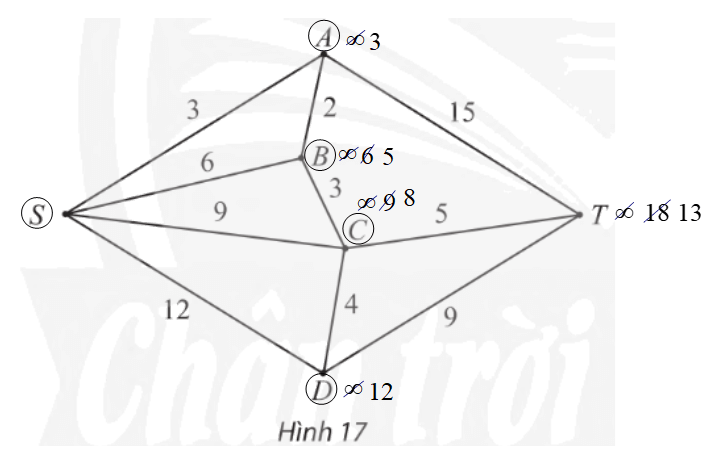 A ∞ 3
3
2
15
6
B ∞ 6 5
3
∞ 9 8
S
9
C
5
T ∞ 18 13
12
4
9
D ∞ 12
Hình 17
Chân trời